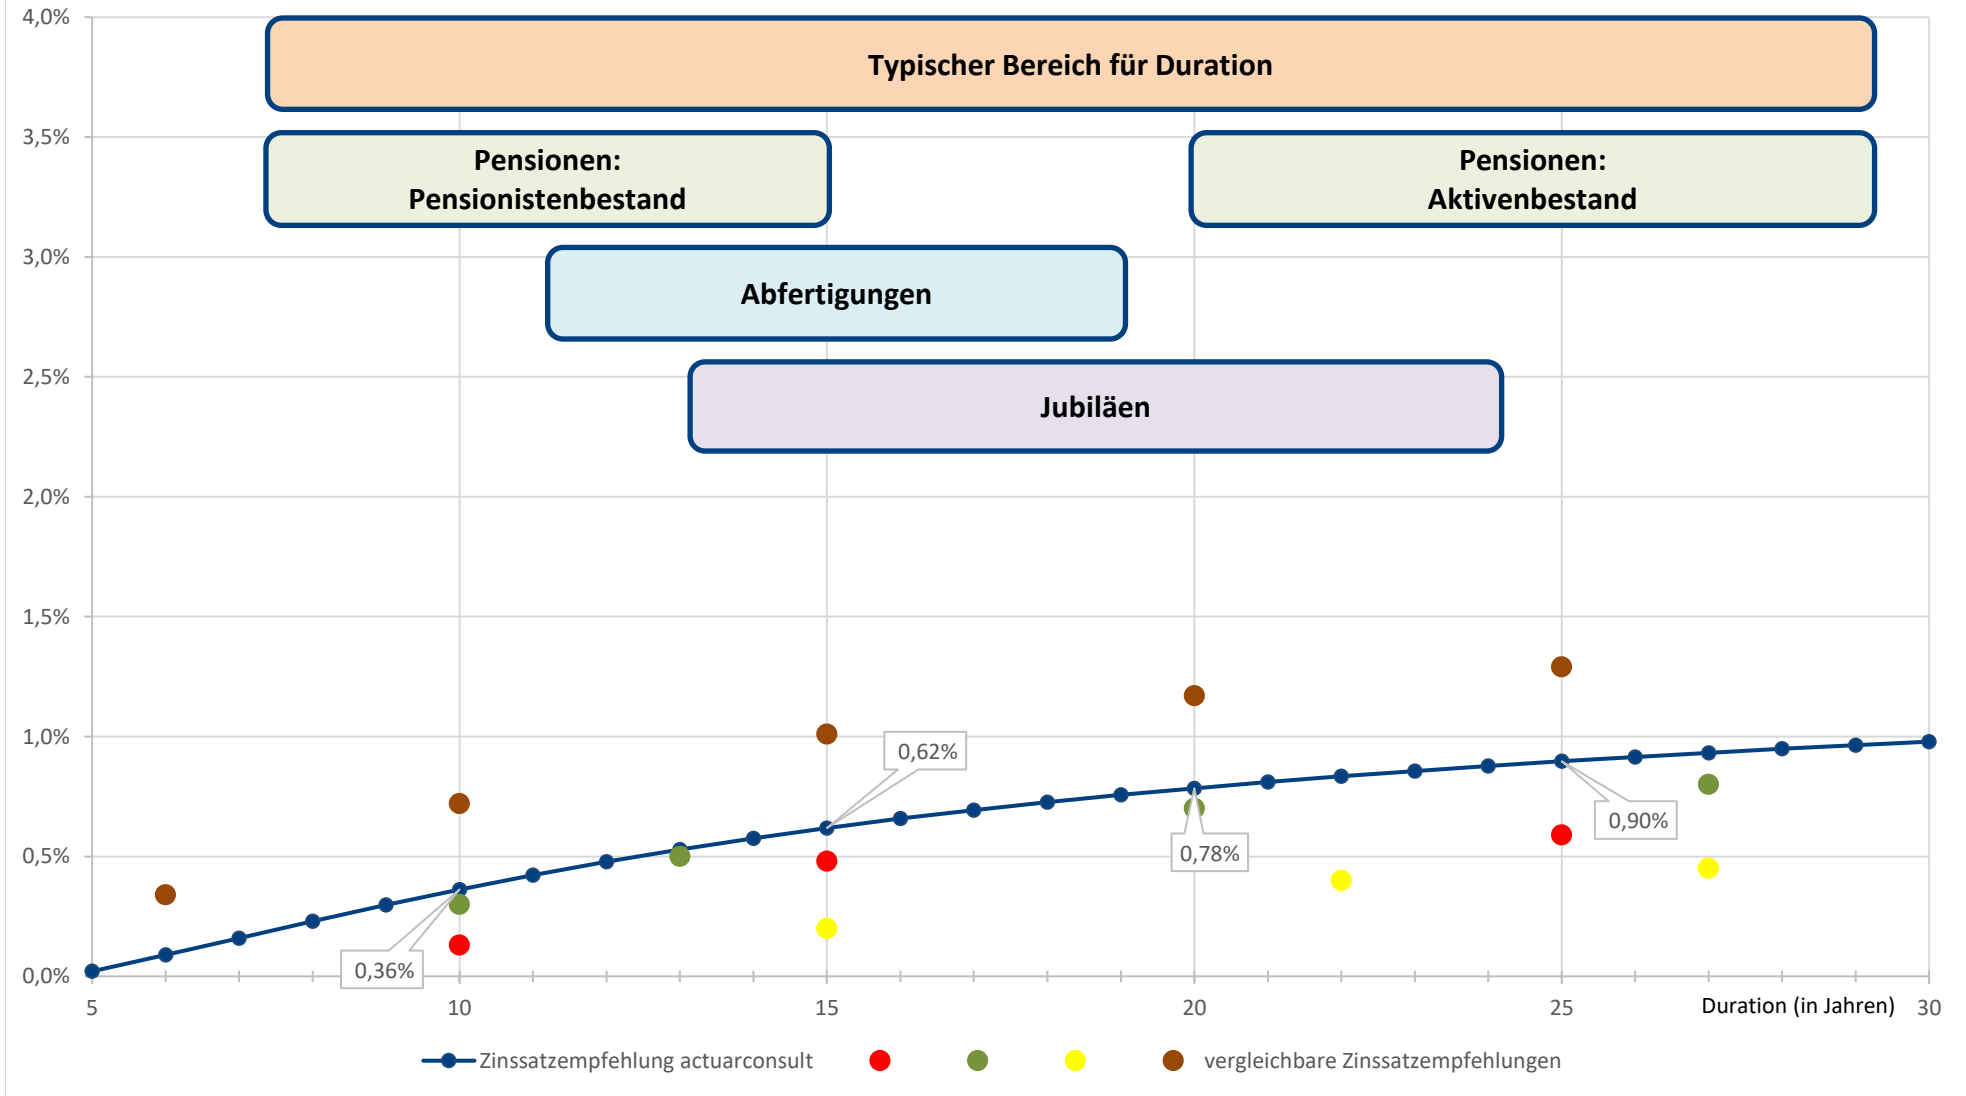 4,0%
Typischer Bereich für Duration
3,5%
Pensionen:
Pensionistenbestand
Pensionen:
Aktivenbestand
3,0%
Abfertigungen
2,5%
Jubiläen
2,0%
1,5%
1,0%
0,62%
0,90%
0,78%
0,5%
0,36%
0,0%
5
10
15
20
25
Duration (in Jahren)
30
Zinssatzempfehlung actuarconsult
vergleichbare Zinssatzempfehlungen